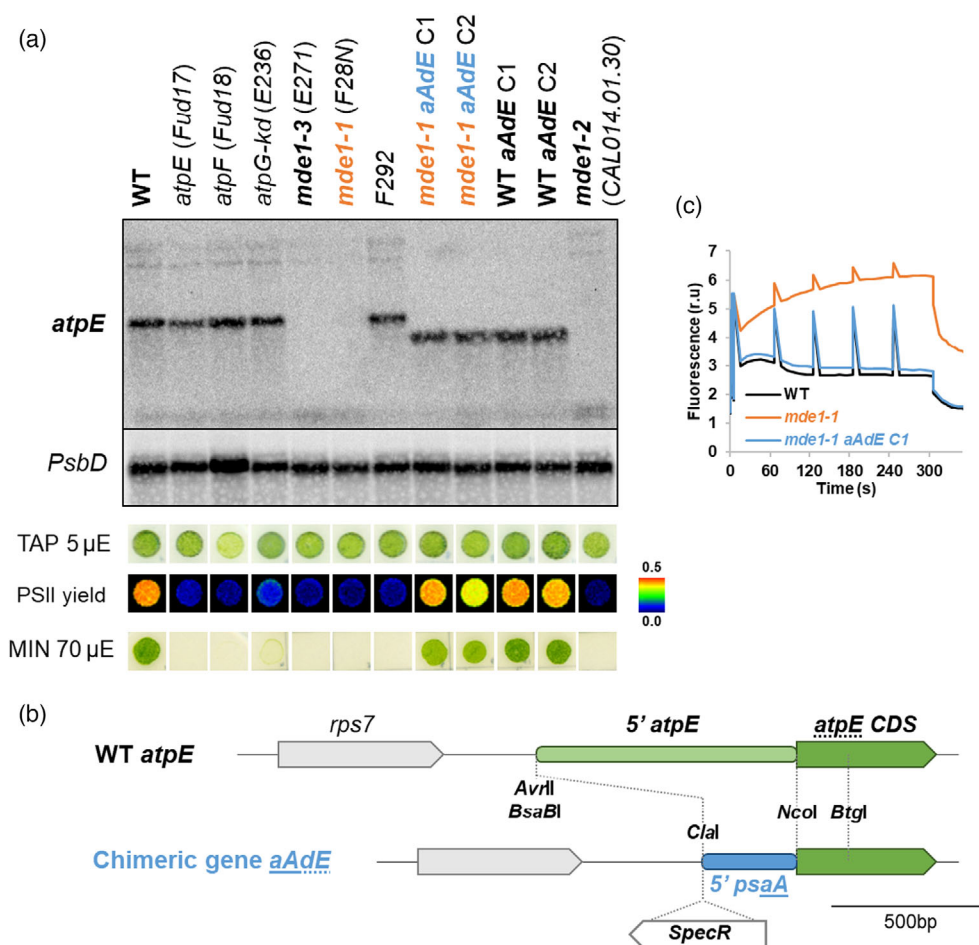 (a)
WT
atpE (Fud17)
atpF (Fud18)
atpG-kd (E236)
mde1-3 (E271)
mde1-1 (F28N)
F292
mde1-1 aAdE C1
mde1-1 aAdE C2
WT aAdE C1
WT aAdE C2
mde1-2
(CAL014.01.30)
atpE
PsbD
TAP 5 µE
PSII yield
0.5
0.0
MIN 70 µE
(c)
Fluorescence (r.u)
7
6
5
4
3
2
1
0
WT
mde1-1
mde1-1 aAdE C1
0 60 120 180 240 300
Time (s)
(b)
rps7 5’ atpE atpE CDS
WT atpE
AvrII
BsaBI
ClaI NcoI BtgI
Chimeric gene aAdE
5’ psaA
SpecR
500bp